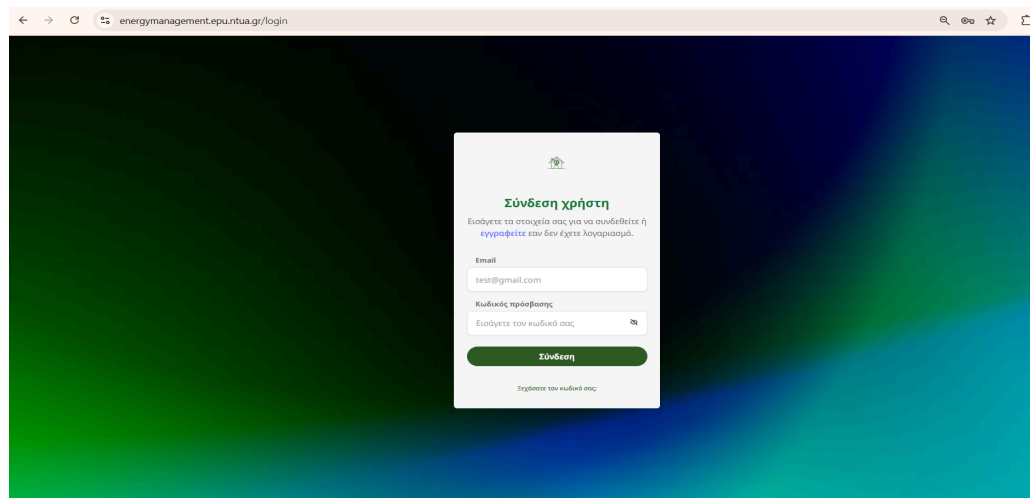 energymanagement.epu.ntua.gr/login
Σύνδεση χρήστη
Εισάγετε τα στοιχεία σας για να συνδεθείτε ή
εγγραφείτε εαν δεν έχετε λογαριασμό.
Email
test@gmail.com
Κωδικός πρόσβασης
Εισάγετε τον κωδικό σας
Σύνδεση
Ξεχάσατε τον κωδικό σας;